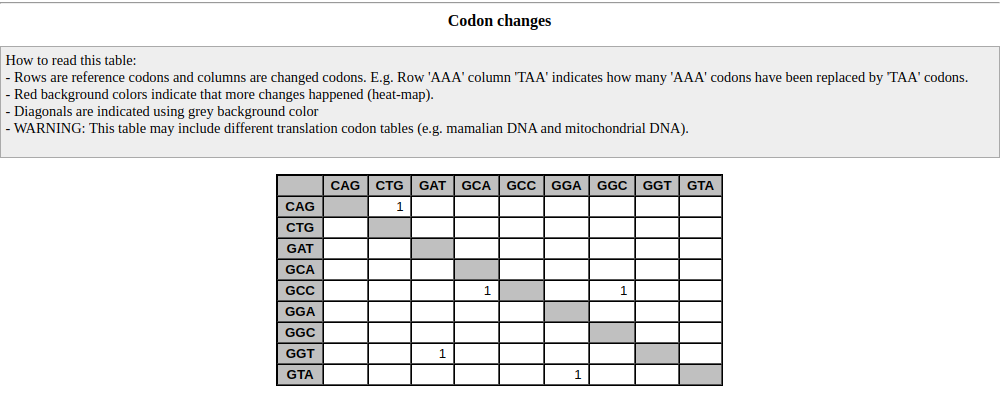 Codon changes
How to read this table:
- Rows are reference codons and columns are changed codons. E.g. Row 'AAA' column 'TAA' indicates how many 'AAA' codons have been replaced by 'TAA' codons.
- Red background colors indicate that more changes happened (heat-map).
- Diagonals are indicated using grey background color
- WARNING: This table may include different translation codon tables (e.g. mamalian DNA and mitochondrial DNA).
CAG CTG GAT GCA GCC GGA GGC GGT GTA
CAG 1
CTG
GAT
GCA
GCC 1 1
GGA
GGC
GGT 1
GTA 1